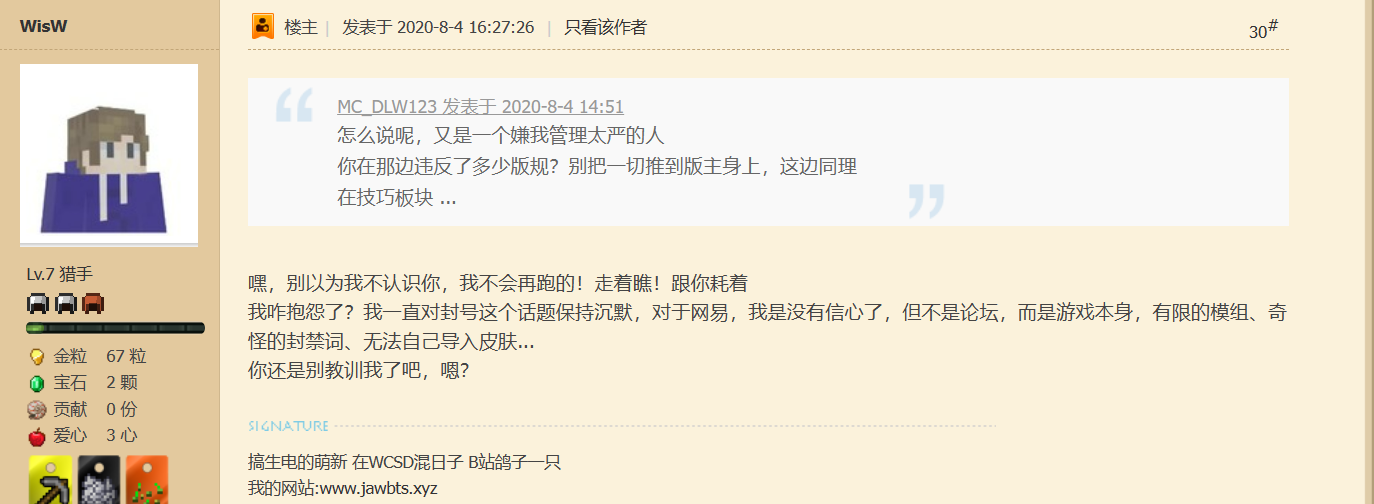 WisW
楼主 | 发表于 2020-8-4 16:27:26 | 只看该作者
30#
MC_DLW123 发表于 2020-8-4 14:51
怎么说呢，又是一个嫌我管理太严的人
你在那边违反了多少版规？别把一切推到版主身上，这边同理
在技巧板块 ...
Lv.7 猎手
金粒 67 粒
宝石 2 颗
贡献 0 份
爱心 3 心
嘿，别以为我不认识你，我不会再跑的！走着瞧！跟你耗着
我咋抱怨了？我一直对封号这个话题保持沉默，对于网易，我是没有信心了，但不是论坛，而是游戏本身，有限的模组、奇
怪的封禁词、无法自己导入皮肤...
你还是别教训我了吧，嗯？
SIGNATURE
搞生电的萌新 在WCSD混日子 B站鸽子一只
我的网站:www.jawbts.xyz